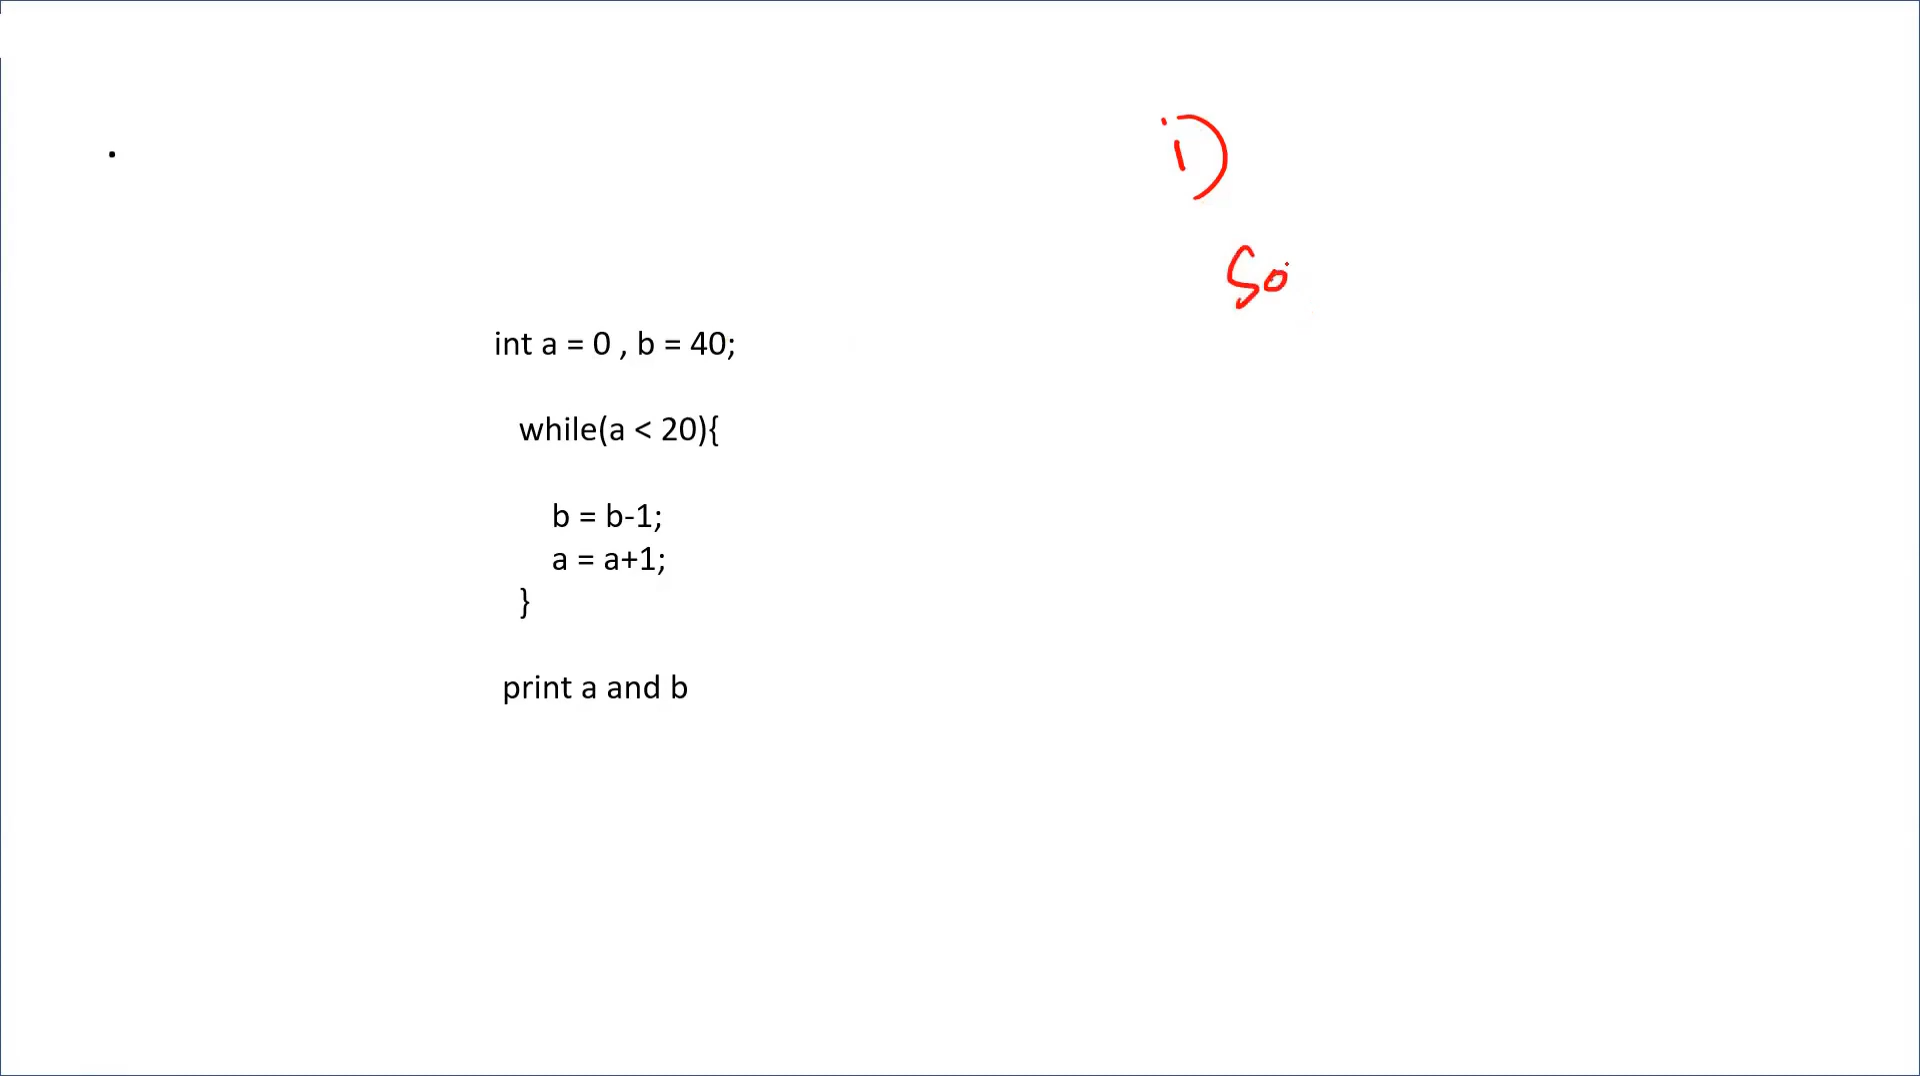 i)
So
int a = 0 , b = 40;
while(a < 20){
b = b-1;
a = a+1;
}
print a and b